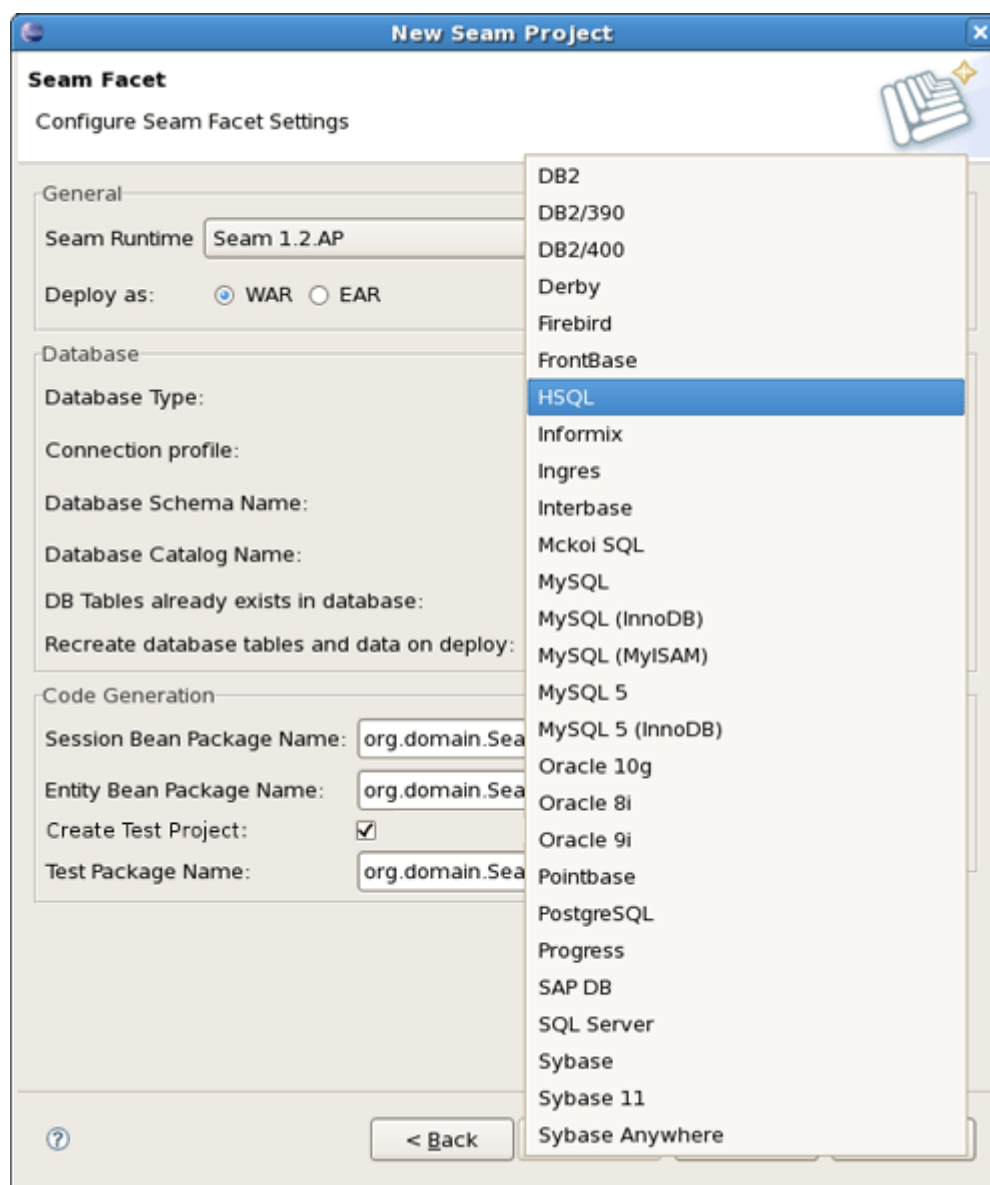 New Seam Project
Seam Facet
Configure Seam Facet Settings
General
Seam Runtime Seam 1.2.AP
Deploy as: WAR EAR
Database
Database Type:
Connection profile:
Database Schema Name:
Database Catalog Name:
DB Tables already exists in database:
Recreate database tables and data on deploy:
Code Generation
Session Bean Package Name: org.domain.Sea
Entity Bean Package Name: org.domain.Sea
Create Test Project:
Test Package Name: org.domain.Sea
DB2
DB2/390
DB2/400
Derby
Firebird
FrontBase
HSQL
Informix
Ingres
Interbase
Mckoi SQL
MySQL
MySQL (InnoDB)
MySQL (MyISAM)
MySQL 5
MySQL 5 (InnoDB)
Oracle 10g
Oracle 8i
Oracle 9i
Pointbase
PostgreSQL
Progress
SAP DB
SQL Server
Sybase
Sybase 11
Sybase Anywhere
? < Back